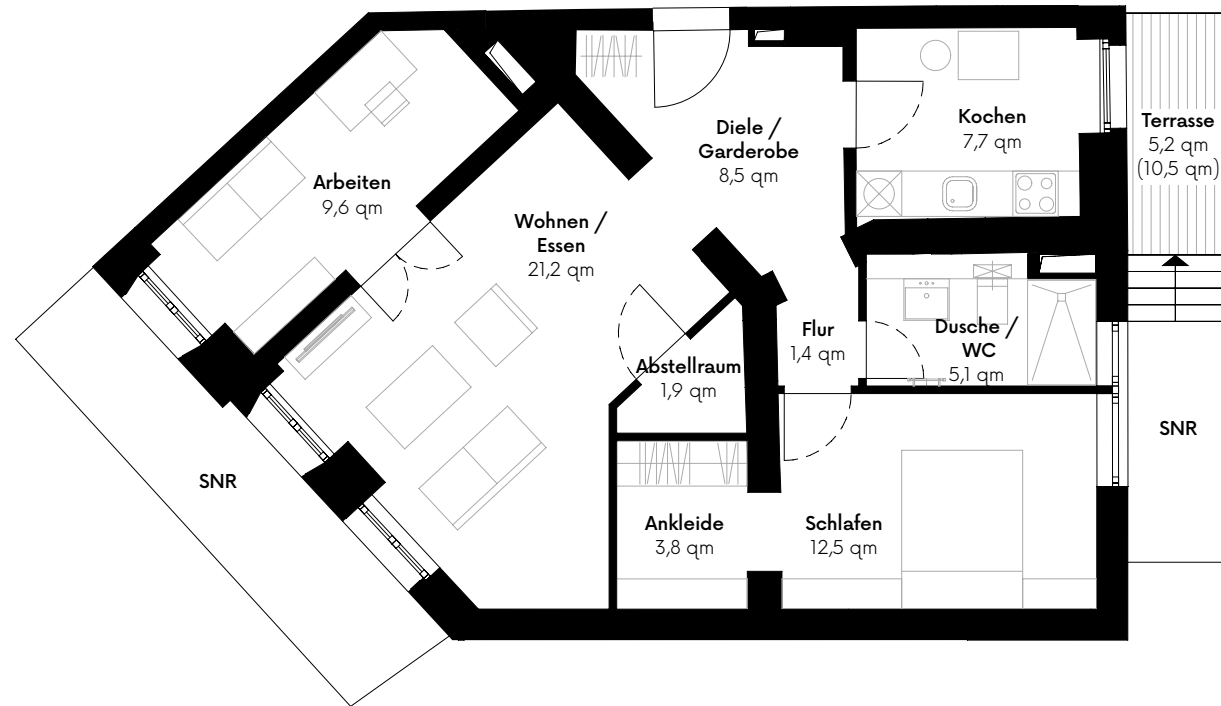 Arbeiten
9,6 qm
Wohnen /
Essen
21,2 qm
Diele /
Garderobe
8,5 qm
Kochen
7,7 qm
Terrasse
5,2 qm
(10,5 qm)
Flur
1,4 qm
Dusche /
WC
5,1 qm
Abstellraum
1,9 qm
SNR
SNR
Ankleide
3,8 qm
Schlafen
12,5 qm